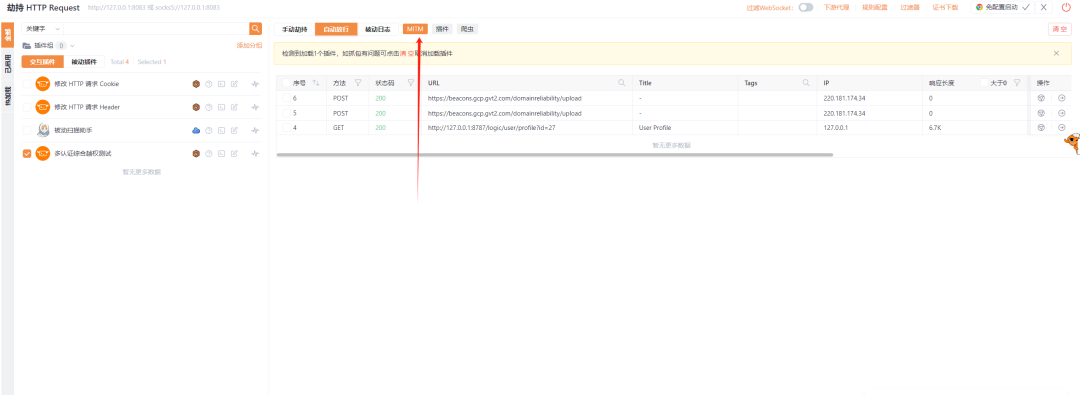 劫持 HTTP Request http://127.0.0.1:8083 或 socks5://127.0.0.1:8083 过滤WebSocket: 下游代理 规则配置 过滤器 证书下载 免配置启动
关键字 手动劫持 自动放行 被动日志 MITM 插件 爬虫 清空
插件组 0 添加分组
检测到加载1个插件，如抓包有问题可点击清空取消加载插件
已启用
热加载
交互插件 被动插件 Total 4 Selected 1
序号 方法 状态码 URL Title Tags IP 响应长度 大于0 操作
修改 HTTP 请求 Cookie
6 POST 200 https://beacons.gcp.gvt2.com/domainreliability/upload - 220.181.174.34 0
修改 HTTP 请求 Header
5 POST 200 https://beacons.gcp.gvt2.com/domainreliability/upload - 220.181.174.34 0
被动扫描助手
4 GET 200 http://127.0.0.1:8787/logic/user/profile?id=27 User Profile 127.0.0.1 6.7K
多认证综合越权测试
暂无更多数据
暂无更多数据